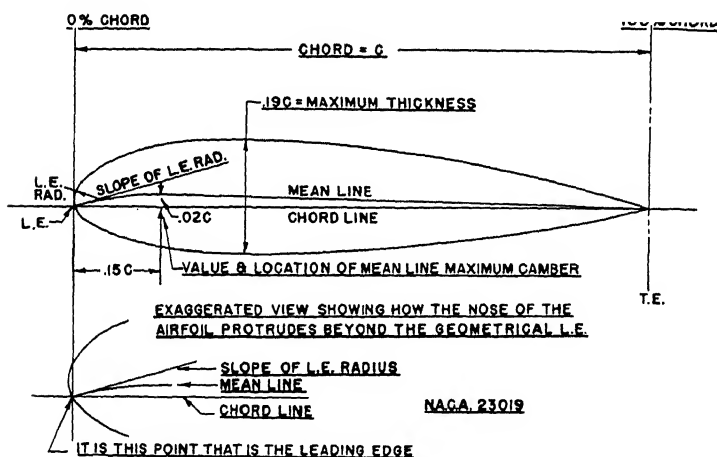 0% CHORD
100% CHORD
CHORD = C
.19C = MAXIMUM THICKNESS
SLOPE OF L.E. RAD.
L.E.
RAD.
MEAN LINE
CHORD LINE
.02C
L.E.
.15C
VALUE & LOCATION OF MEAN LINE MAXIMUM CAMBER
T.E.
EXAGGERATED VIEW SHOWING HOW THE NOSE OF THE
AIRFOIL PROTRUDES BEYOND THE GEOMETRICAL L.E.
SLOPE OF L.E. RADIUS
MEAN LINE
CHORD LINE
N.A.C.A. 23019
IT IS THIS POINT THAT IS THE LEADING EDGE